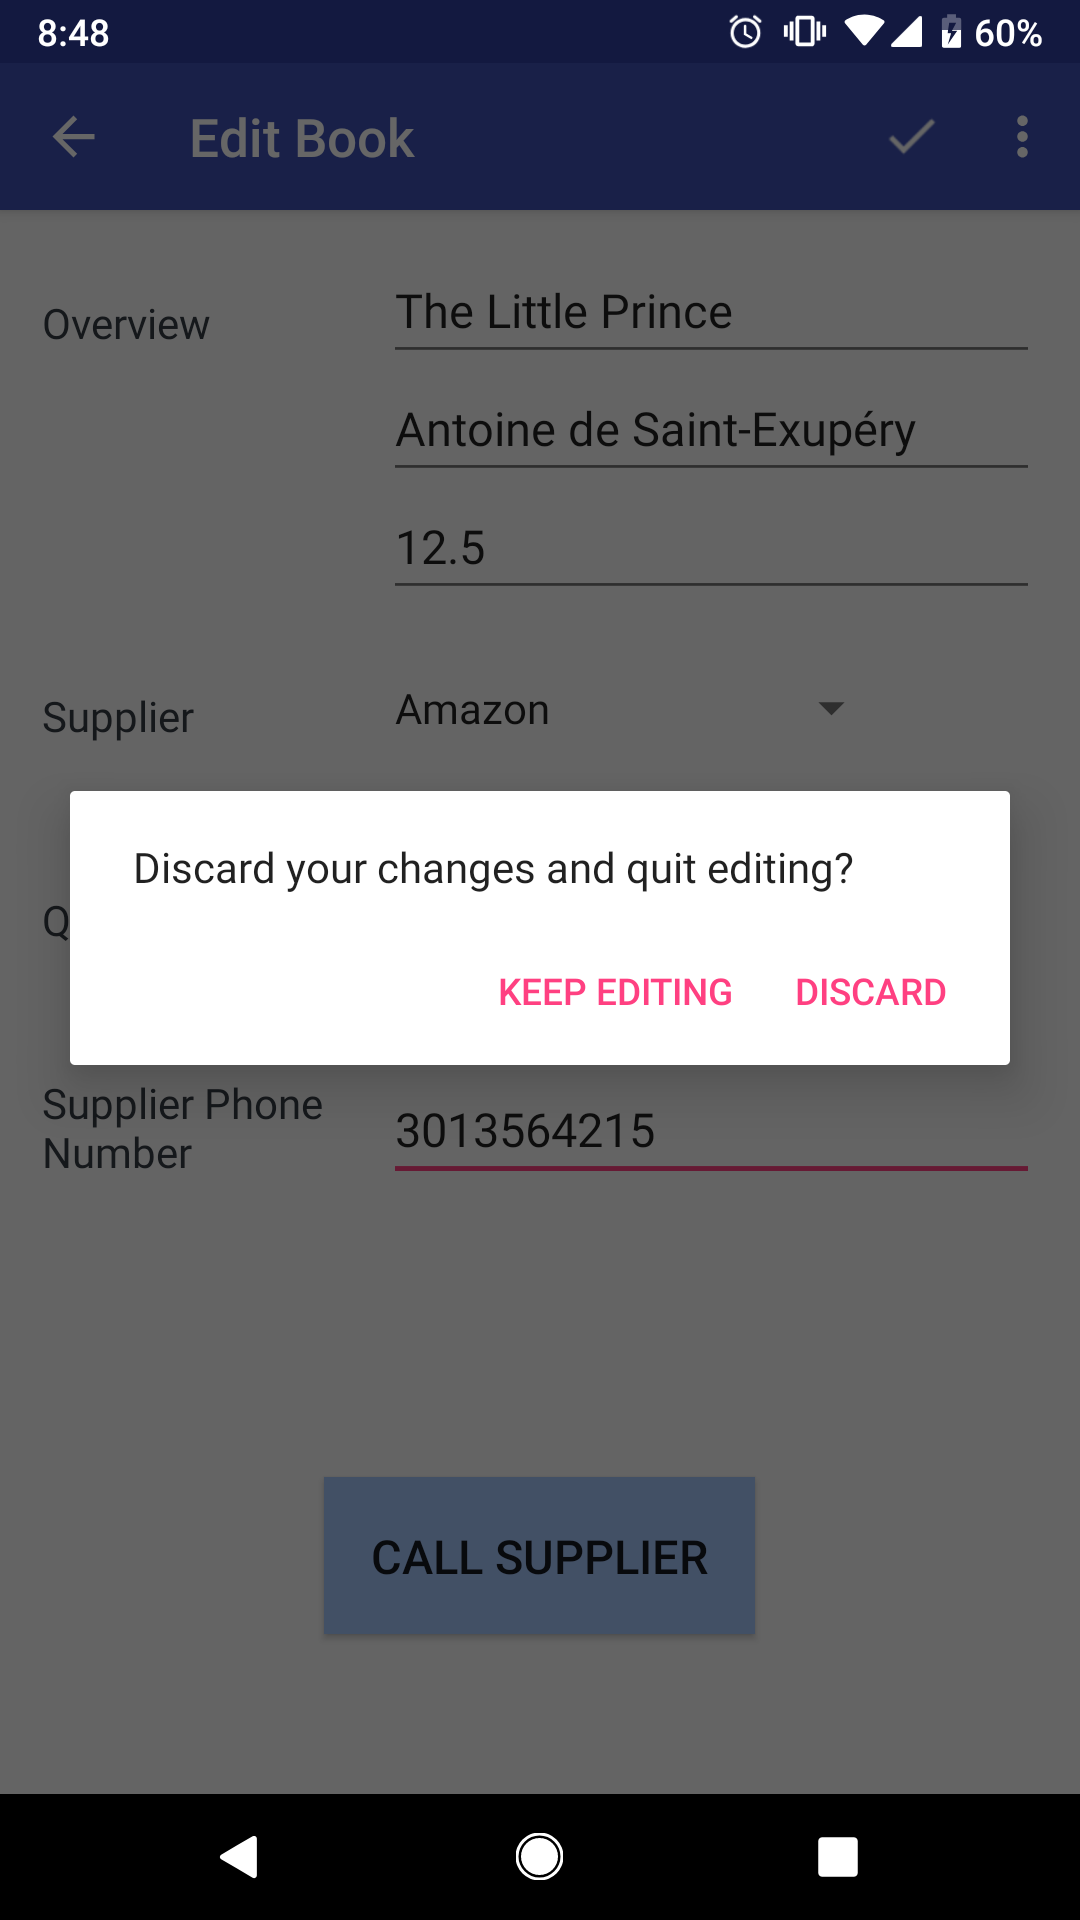 8:48 60%
Edit Book
Overview The Little Prince
Antoine de Saint-Exupéry
12.5
Supplier Amazon
Discard your changes and quit editing?
Q
KEEP EDITING DISCARD
Supplier Phone
Number 3013564215
CALL SUPPLIER